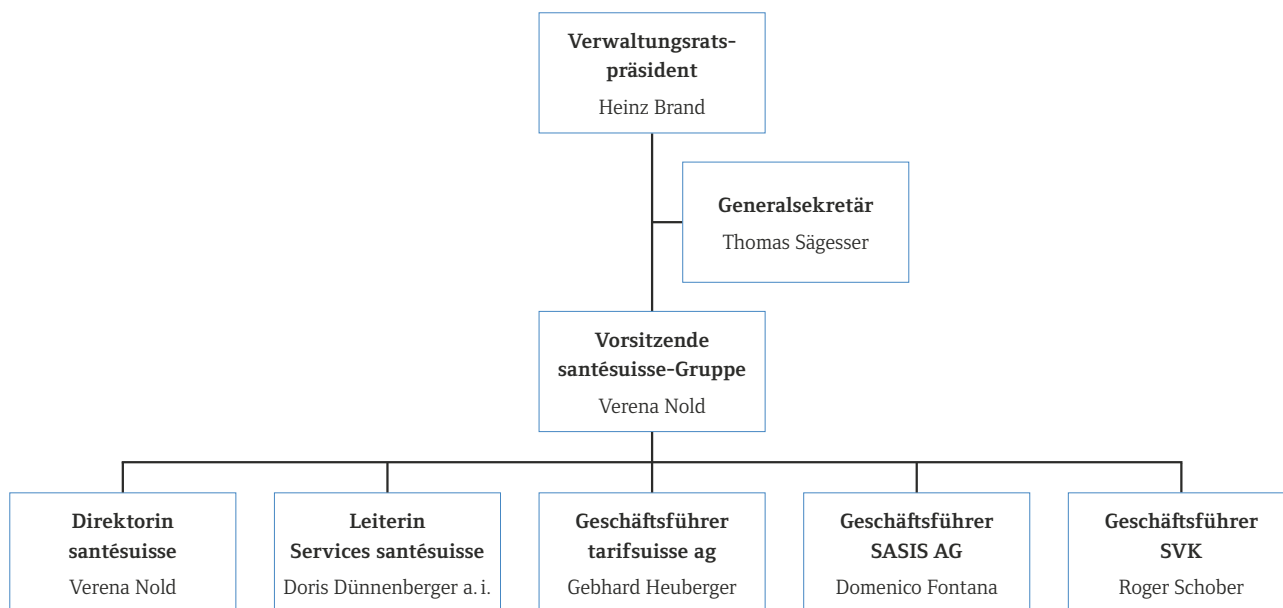 Verwaltungsrats-
präsident
Heinz Brand
Generalsekretär
Thomas Sägesser
Vorsitzende
santésuisse-Gruppe
Verena Nold
Direktorin
santésuisse
Verena Nold
Leiterin
Services santésuisse
Doris Dünnenberger a. i.
Geschäftsführer
tarifsuisse ag
Gebhard Heuberger
Geschäftsführer
SASIS AG
Domenico Fontana
Geschäftsführer
SVK
Roger Schober